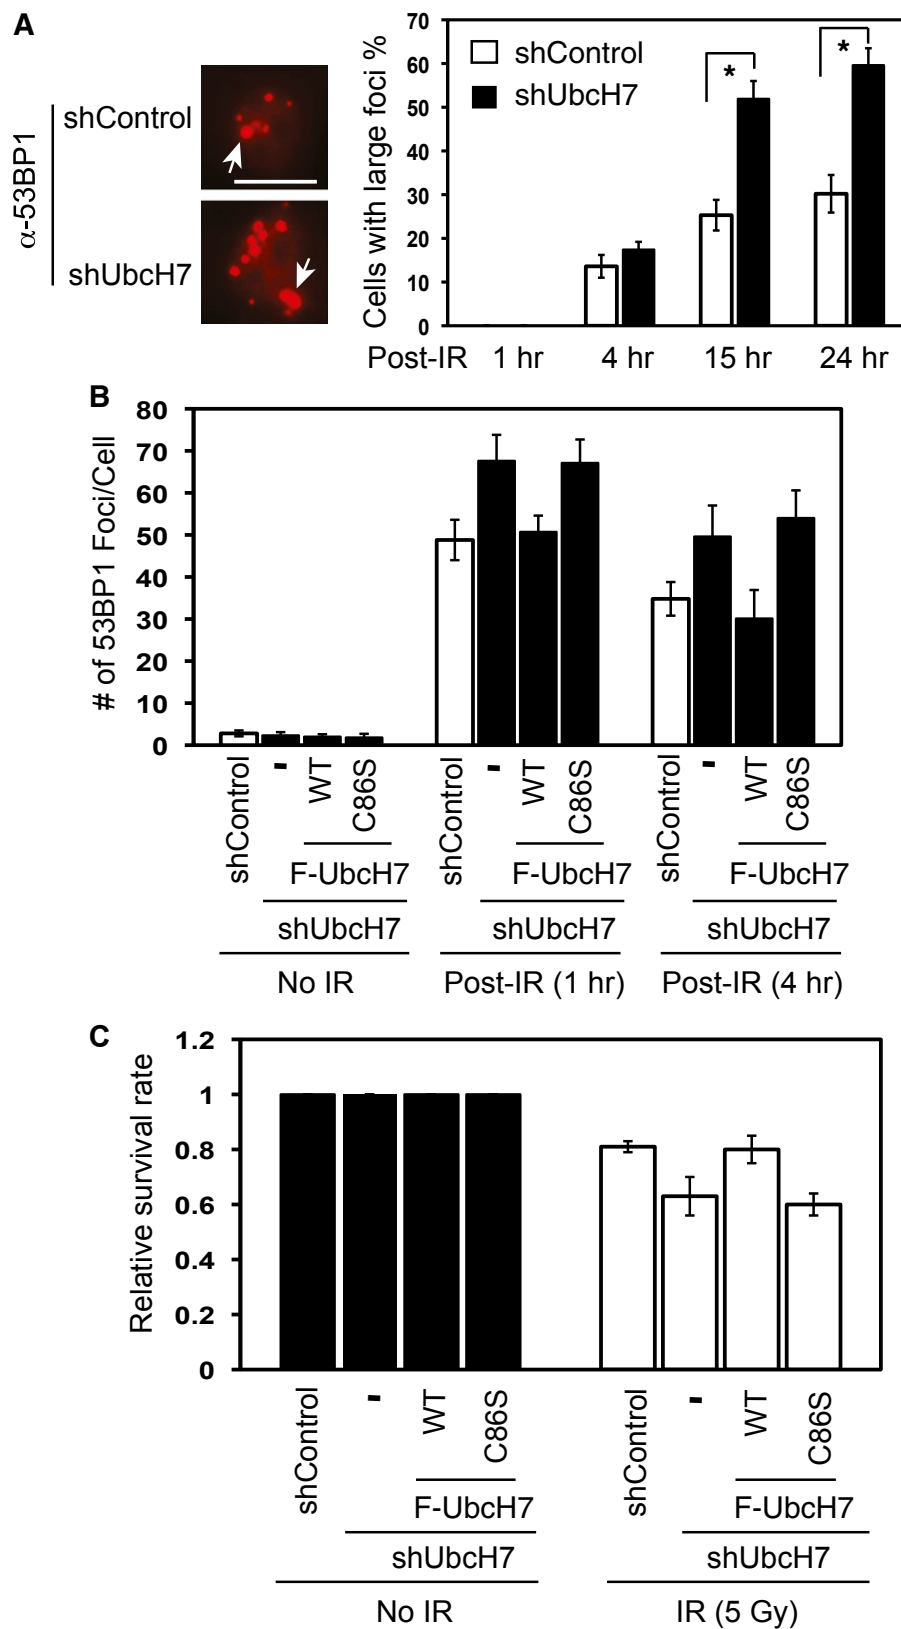 A
α-53BP1
shControl
shUbcH7
Cells with large foci %
70
60
50
40
30
20
10
0
shControl
shUbcH7
*
*
Post-IR 1 hr 4 hr 15 hr 24 hr
B
# of 53BP1 Foci/Cell
80
70
60
50
40
30
20
10
0
shControl - WT C86S shControl - WT C86S shControl - WT C86S
F-UbcH7 F-UbcH7 F-UbcH7
shUbcH7 shUbcH7 shUbcH7
No IR Post-IR (1 hr) Post-IR (4 hr)
C
Relative survival rate
1.2
1
0.8
0.6
0.4
0.2
0
shControl - WT C86S shControl - WT C86S
F-UbcH7 F-UbcH7
shUbcH7 shUbcH7
No IR IR (5 Gy)